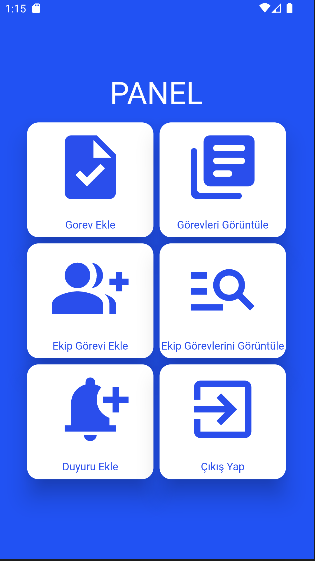 1:15
PANEL
Gorev Ekle
Görevleri Görüntüle
Ekip Görevi Ekle
Ekip Görevlerini Görüntüle
Duyuru Ekle
Çıkış Yap